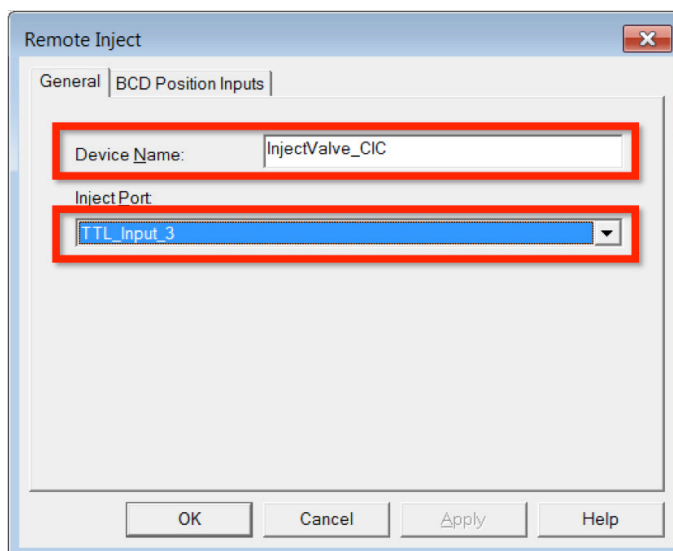 Remote Inject
General BCD Position Inputs
Device Name: InjectValve_CIC
Inject Port:
TTL_Input_3
OK Cancel Apply Help